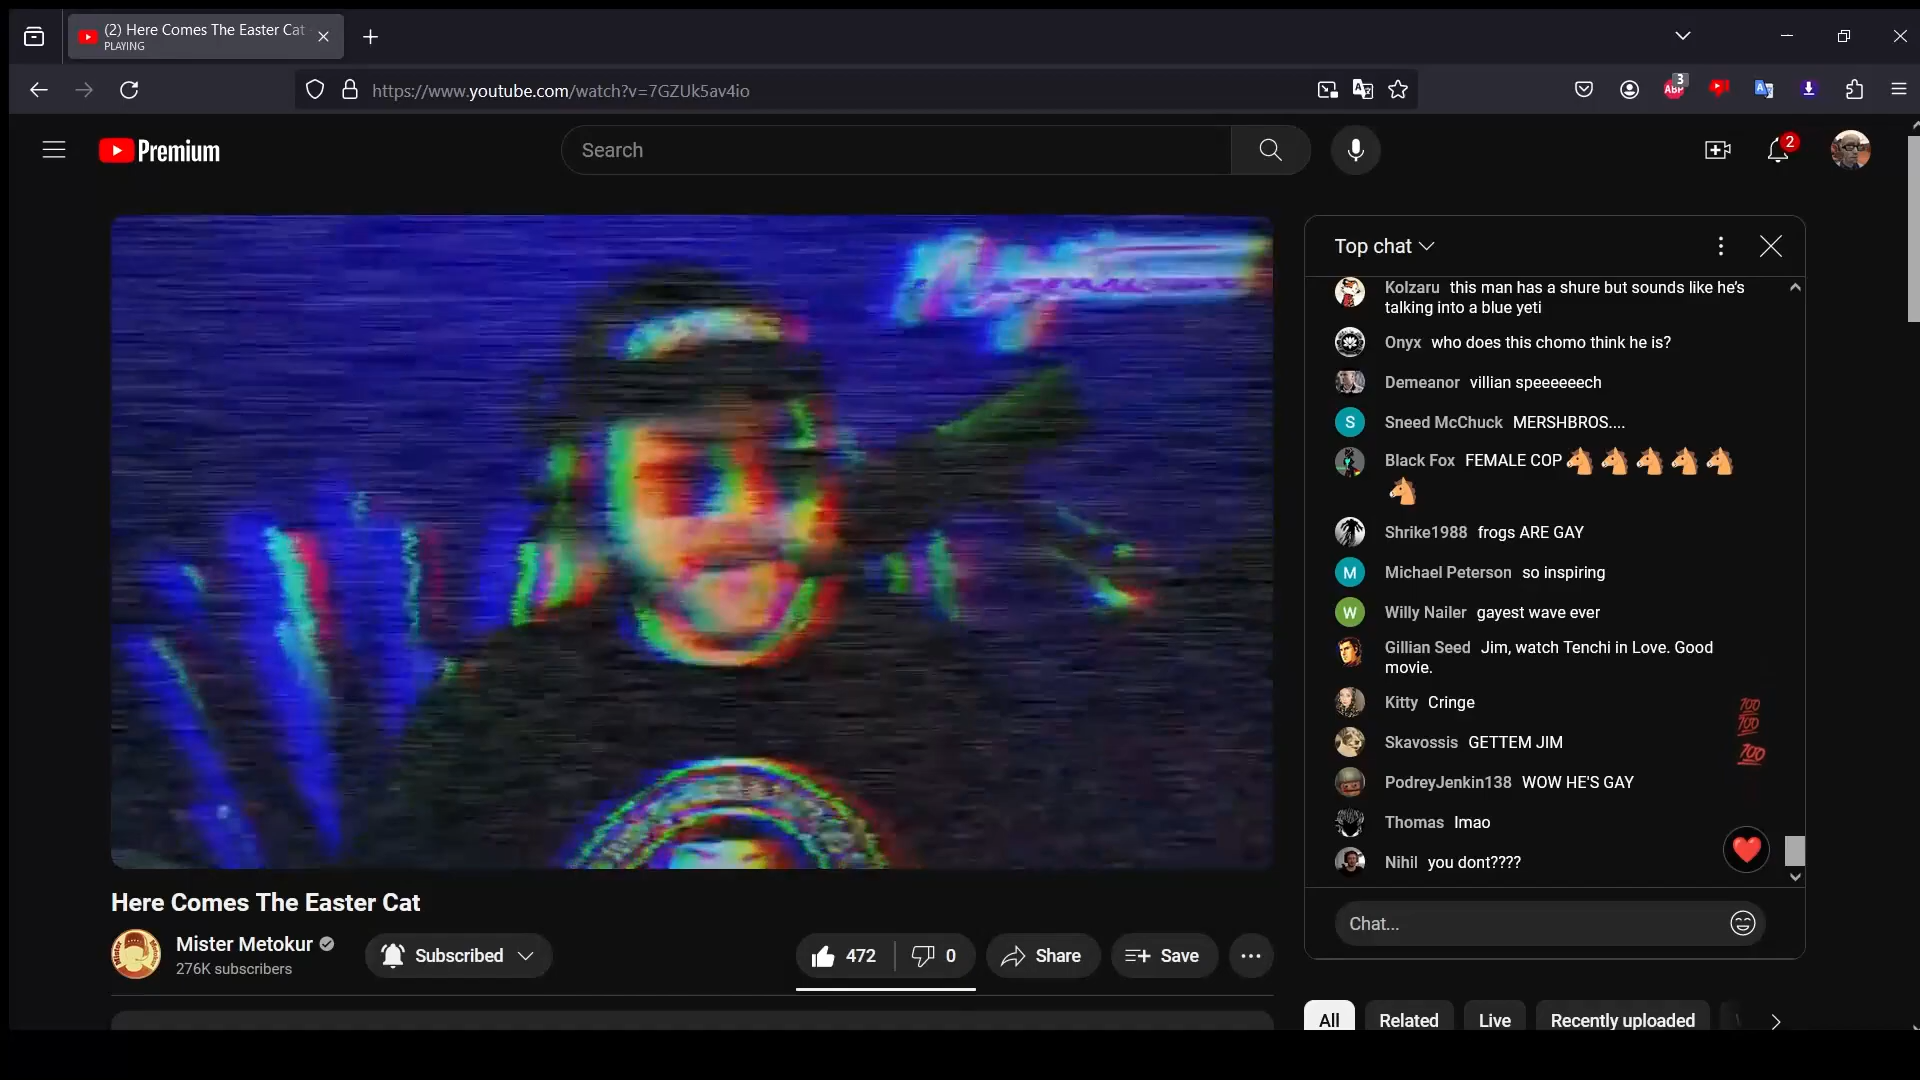 (2) Here Comes The Easter Cat
PLAYING
https://www.youtube.com/watch?v=7GZUk5av4io
3
ABP
Premium
Search
2
Top chat
Kolzaru this man has a shure but sounds like he's
talking into a blue yeti
Onyx who does this chomo think he is?
Demeanor villian speeeeeech
S Sneed McChuck MERSHBROS....
Black Fox FEMALE COP 🐴🐴🐴🐴🐴
🐴
Shrike1988 frogs ARE GAY
M Michael Peterson so inspiring
W Willy Nailer gayest wave ever
Gillian Seed Jim, watch Tenchi in Love. Good
movie.
Kitty Cringe
Skavossis GETTEM JIM
PodreyJenkin138 WOW HE'S GAY
Thomas lmao
Nihil you dont????
💯
💯
💯
Chat...
Here Comes The Easter Cat
Mister Metokur
276K subscribers
Subscribed
472
0
Share
Save
All
Related
Live
Recently uploaded